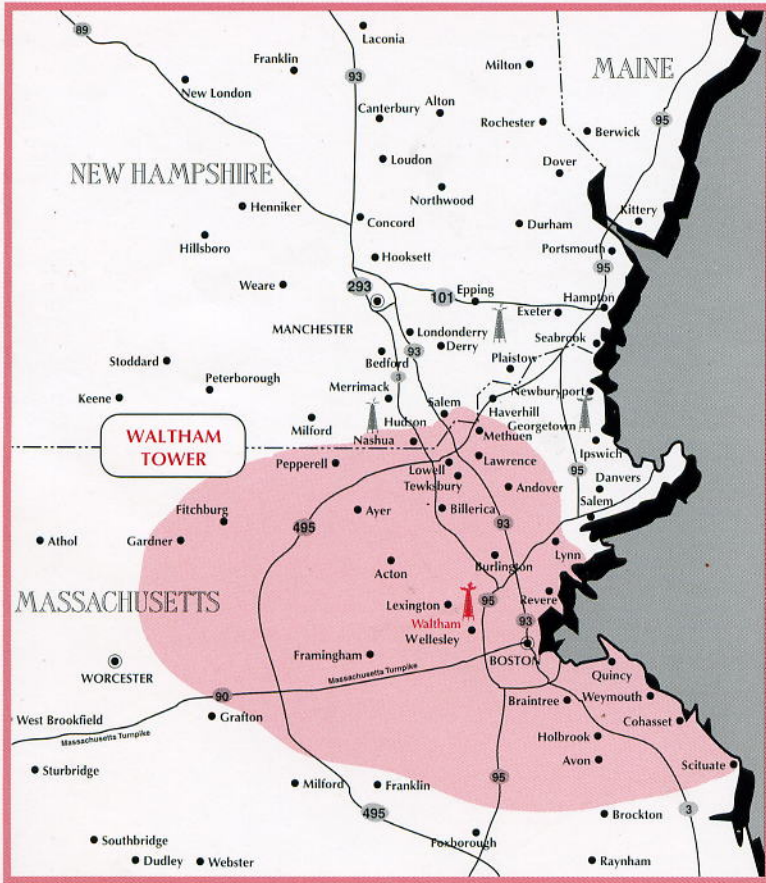 89
Laconia
Franklin
93
Milton
MAINE
New London
Canterbury
Alton
Rochester
95
Berwick
Loudon
Dover
NEW HAMPSHIRE
Northwood
Henniker
Concord
Durham
Kittery
Hillsboro
Hooksett
Portsmouth
95
Weare
293
101
Epping
Hampton
Exeter
MANCHESTER
Londonderry
Derry
Seabrook
93
Bedford
Plaistow
Stoddard
3
Peterborough
Merrimack
Keene
Newburyport
Salem
Haverhill
Milford
Hudson
Georgetown
WALTHAM
TOWER
Nashua
Methuen
Ipswich
Pepperell
Lowell
Lawrence
95
Tewksbury
Danvers
Andover
Salem
Fitchburg
Ayer
Billerica
495
93
Athol
Gardner
Lynn
Acton
Burlington
MASSACHUSETTS
Lexington
95
Revere
Waltham
93
Wellesley
Framingham
BOSTON
WORCESTER
Massachusetts Turnpike
Quincy
90
Weymouth
Braintree
West Brookfield
Grafton
Cohasset
Massachusetts Turnpike
Holbrook
Avon
Scituate
Sturbridge
95
Milford
Franklin
495
Brockton
3
Southbridge
Foxborough
Dudley
Webster
Raynham